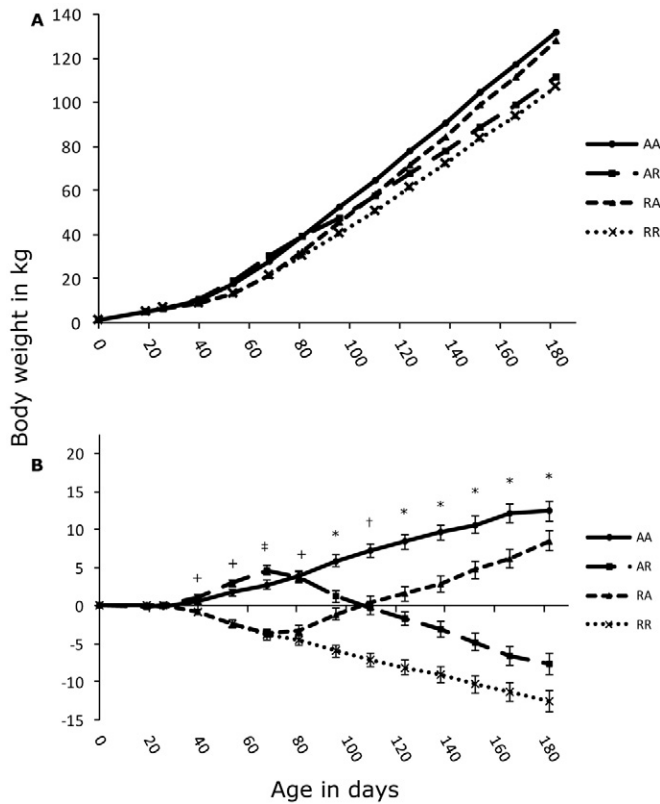 A
140
120
100
80
60
40
20
0
0 20 40 60 80 100 120 140 160 180
AA
AR
RA
RR
Body weight in kg
B
20
15
10
5
0
-5
-10
-15
+ + ‡ + * † * * * * *
0 20 40 60 80 100 120 140 160 180
AA
AR
RA
RR
Age in days